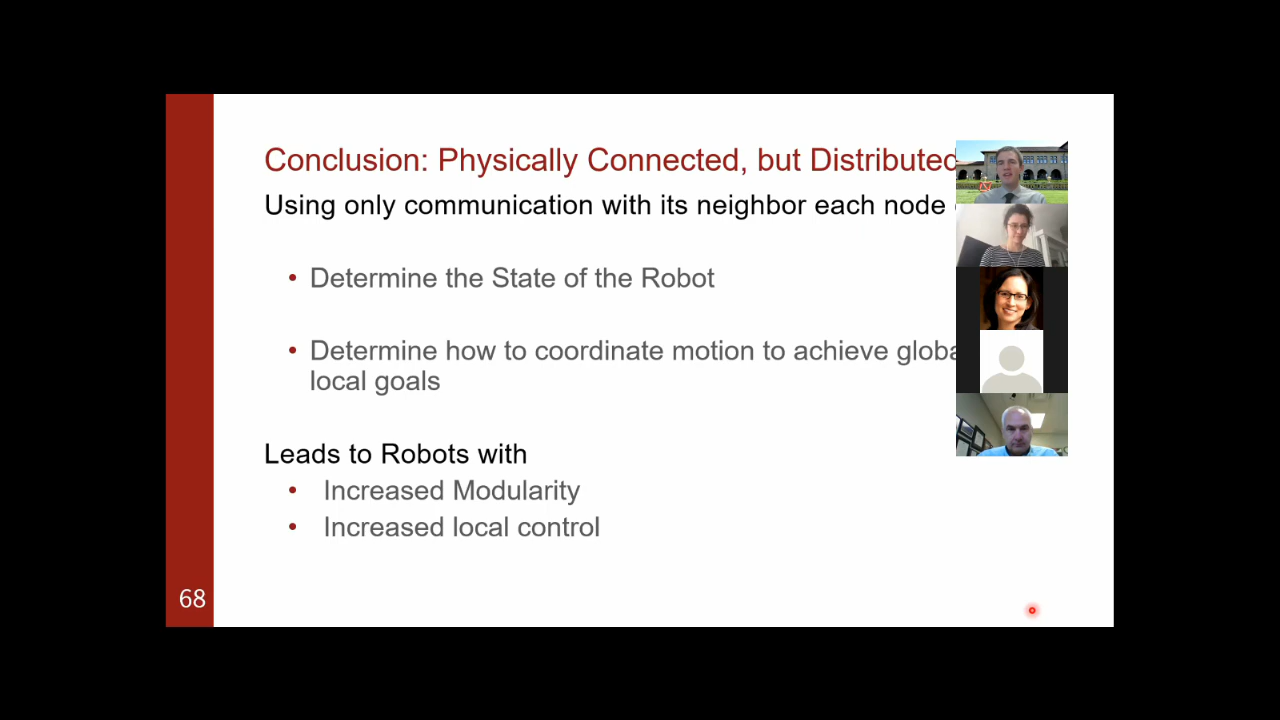 Conclusion: Physically Connected, but Distributed
Using only communication with its neighbor each node
• Determine the State of the Robot
• Determine how to coordinate motion to achieve
local goals
Leads to Robots with
• Increased Modularity
• Increased local control
68